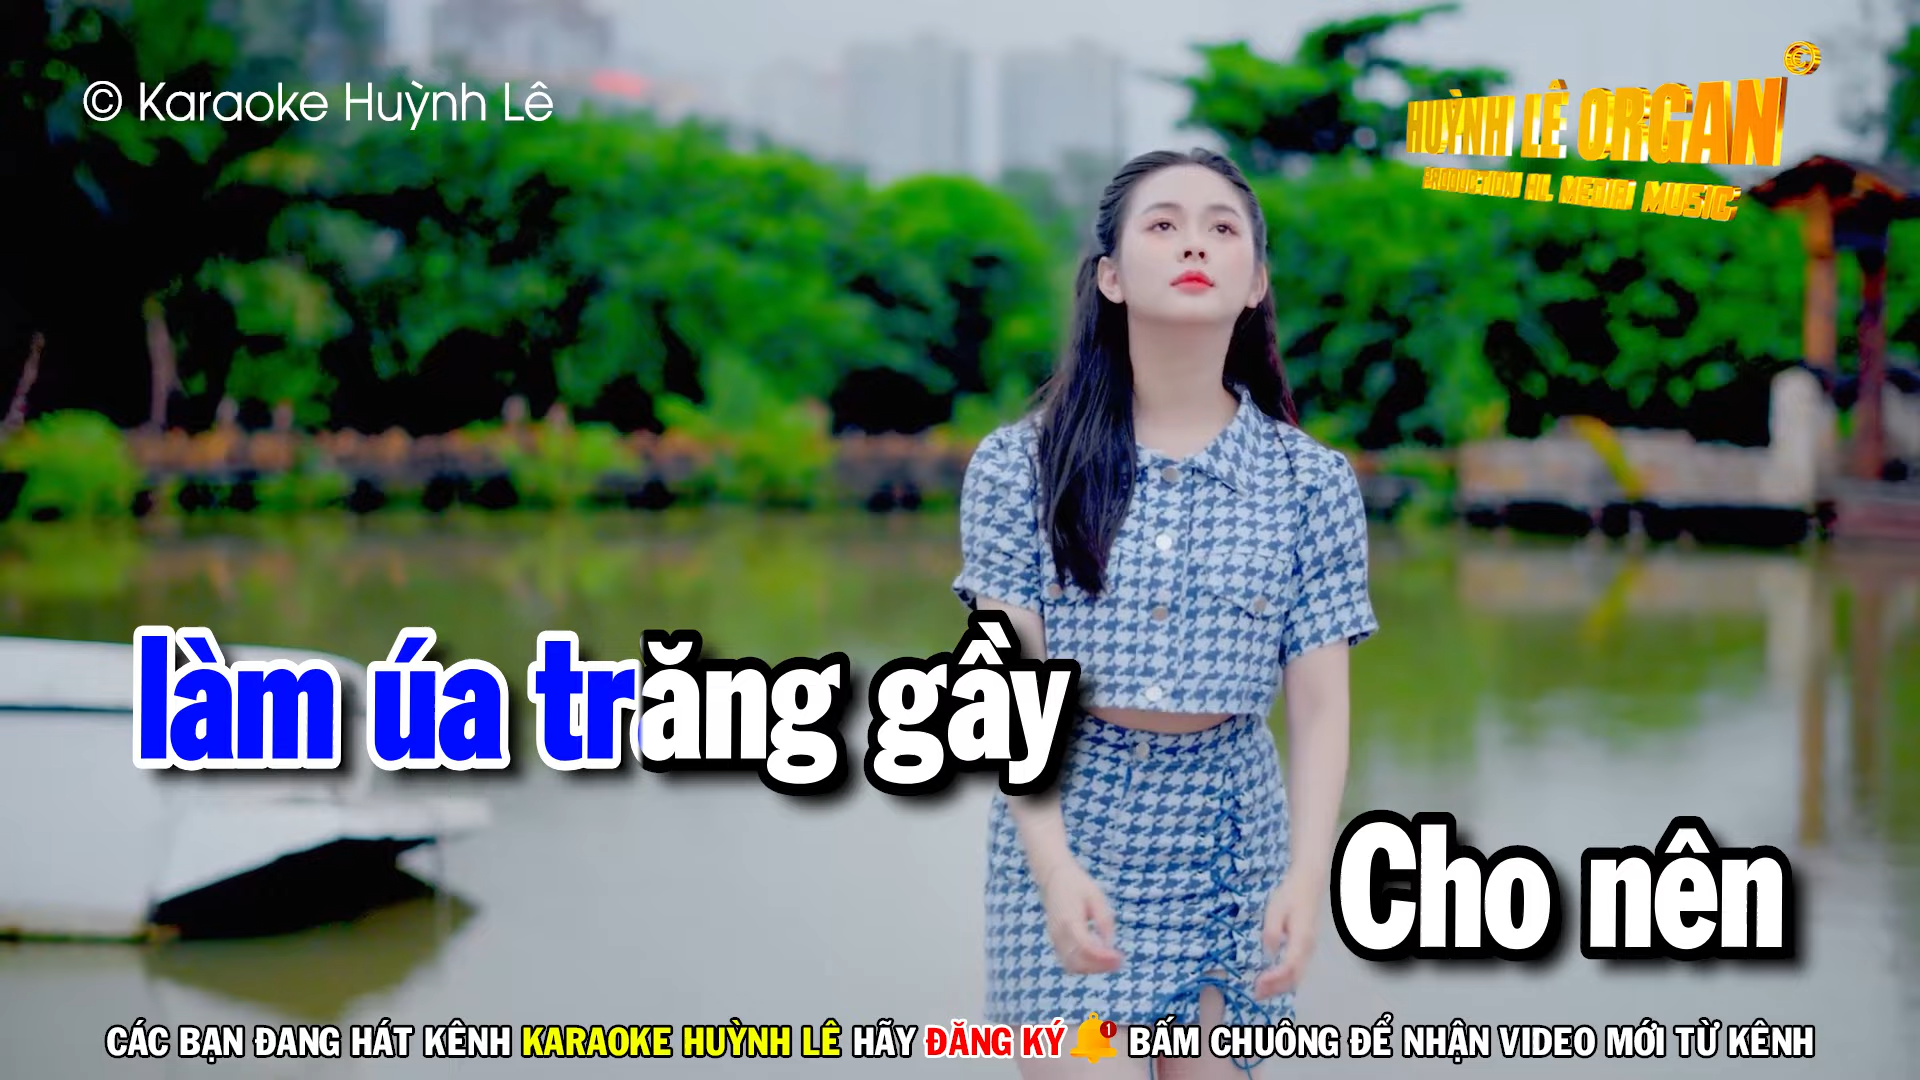 © Karaoke Huỳnh Lê
HUỲNH LÊ ORGAN ©
PRODUCTION HL MEDIA MUSIC
làm úa trăng gầy
Cho nên
CÁC BẠN ĐANG HÁT KÊNH KARAOKE HUỲNH LÊ HÃY ĐĂNG KÝ 1 BẤM CHUÔNG ĐỂ NHẬN VIDEO MỚI TỪ KÊNH